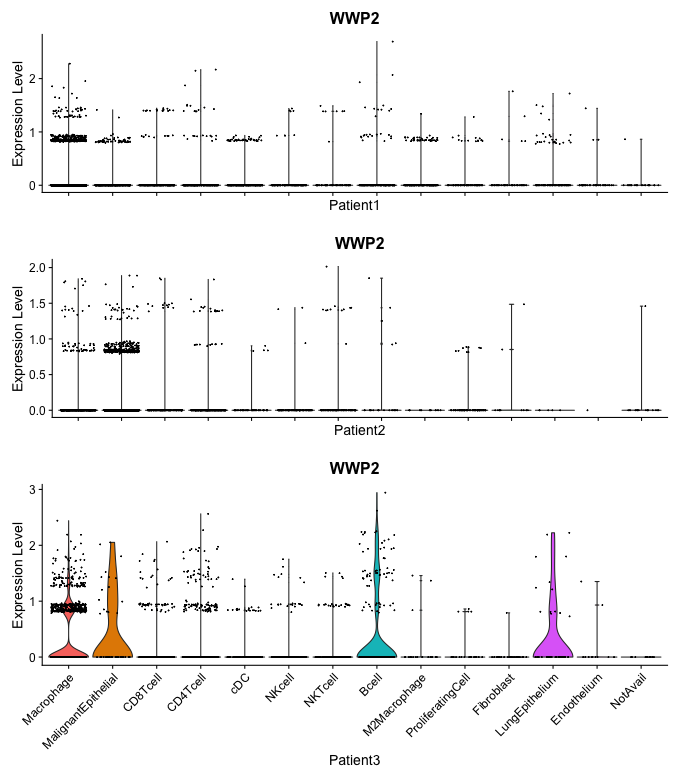 WWP2
Expression Level
2
1
0
Patient1
WWP2
Expression Level
2.0
1.5
1.0
0.5
0.0
Patient2
WWP2
Expression Level
3
2
1
0
Macrophage
MalignantEpithelial
CD8Tcell
CD4Tcell
cDC
NKcell
NKTcell
Bcell
M2Macrophage
ProliferatingCell
Fibroblast
LungEpithelium
Endothelium
NotAvail
Patient3